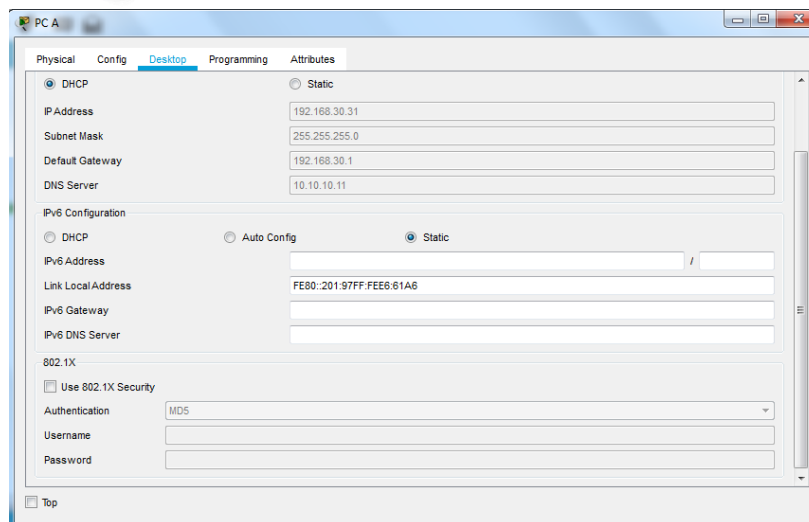 PC A
Physical Config Desktop Programming Attributes
DHCP Static
IP Address 192.168.30.31
Subnet Mask 255.255.255.0
Default Gateway 192.168.30.1
DNS Server 10.10.10.11
IPv6 Configuration
DHCP Auto Config Static
IPv6 Address /
Link Local Address FE80::201:97FF:FEE6:61A6
IPv6 Gateway
IPv6 DNS Server
802.1X
Use 802.1X Security
Authentication MD5
Username
Password
Top